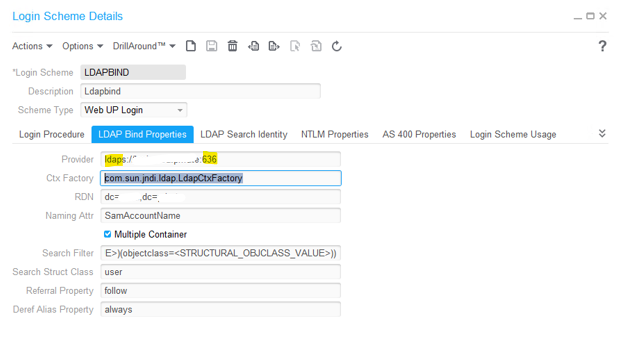 Login Scheme Details
Actions Options DrillAround™ ?
*Login Scheme LDAPBIND
Description Ldapbind
Scheme Type Web UP Login
Login Procedure LDAP Bind Properties LDAP Search Identity NTLM Properties AS 400 Properties Login Scheme Usage
Provider ldaps:// :636
Ctx Factory com.sun.jndi.ldap.LdapCtxFactory
RDN dc= ,dc=
Naming Attr SamAccountName
Multiple Container
Search Filter E>)(objectclass=<STRUCTURAL_OBJCLASS_VALUE>))
Search Struct Class user
Referral Property follow
Deref Alias Property always